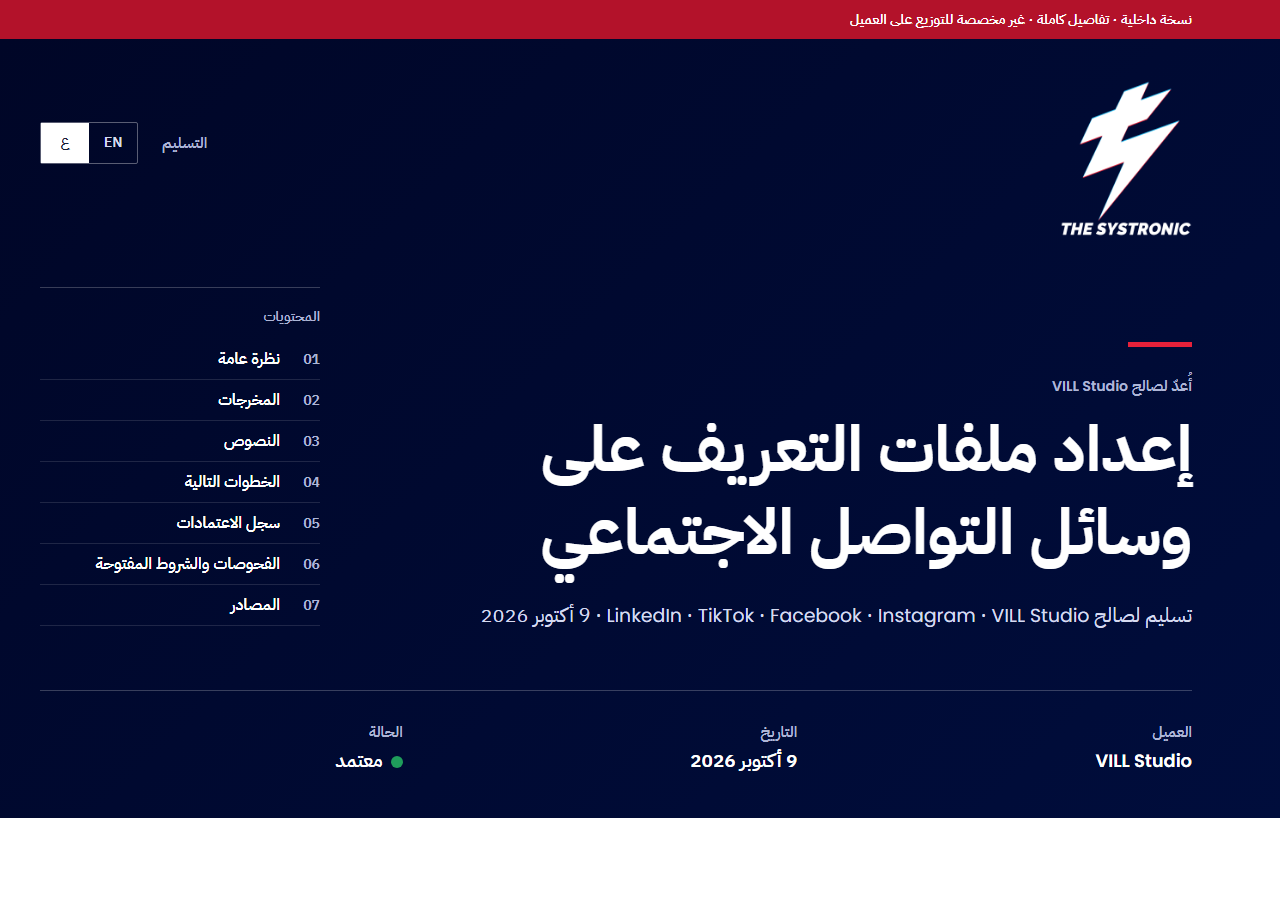 نسخة داخلية · تفاصيل كاملة · غير مخصصة للتوزيع على العميل
THE SYSTRONIC
التسليم
EN
ع
أُعدّ لصالح VILL Studio
إعداد ملفات التعريف على
وسائل التواصل الاجتماعي
تسليم لصالح VILL Studio · LinkedIn · TikTok · Facebook · Instagram · 9 أكتوبر 2026
المحتويات
01 نظرة عامة
02 المخرجات
03 النصوص
04 الخطوات التالية
05 سجل الاعتمادات
06 الفحوصات والشروط المفتوحة
07 المصادر
العميل
VILL Studio
التاريخ
9 أكتوبر 2026
الحالة
معتمد